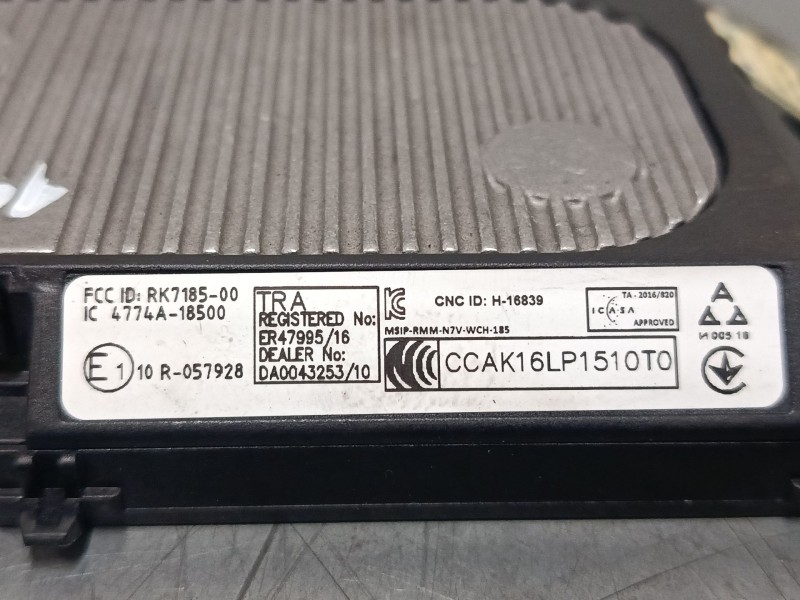 FCC ID: RK7185-00
IC 4774A-18500
E1 10 R-057928
TRA
REGISTERED No:
ER47995/16
DEALER No:
DA0043253/10
CNC ID: H-16839
MSIP-RMM-N7V-WCH-185
TA - 2016/820
ICASA
APPROVED
CCAK16LP1510T0
И 005 18